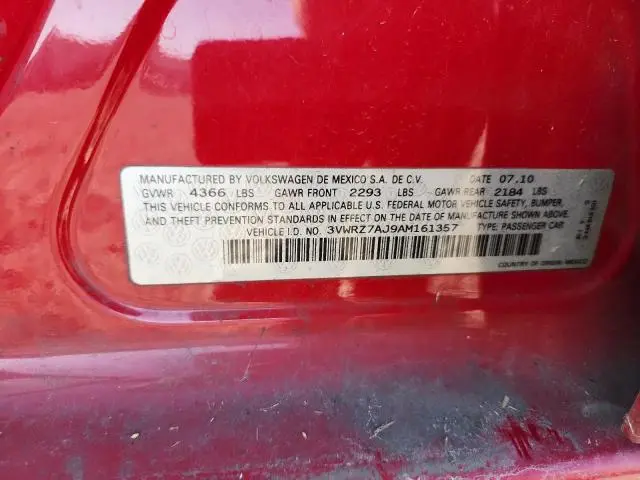 MANUFACTURED BY VOLKSWAGEN DE MEXICO S.A. DE C.V. DATE 07.10
GVWR 4366 LBS GAWR FRONT 2293 LBS GAWR REAR 2184 LBS
THIS VEHICLE CONFORMS TO ALL APPLICABLE U.S. FEDERAL MOTOR VEHICLE SAFETY, BUMPER,
AND THEFT PREVENTION STANDARDS IN EFFECT ON THE DATE OF MANUFACTURE SHOWN ABOVE.
VEHICLE I.D. NO. 3VWRZ7AJ9AM161357 TYPE: PASSENGER CAR
COUNTRY OF ORIGIN: MEXICO